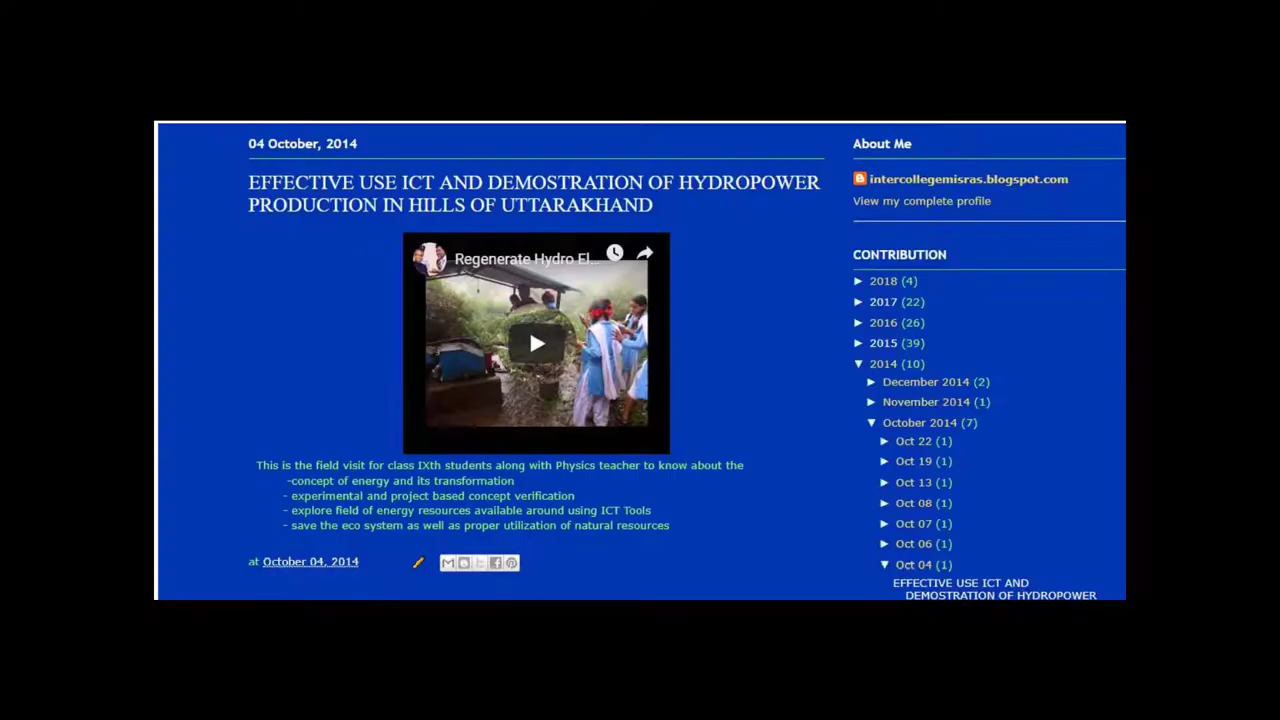 04 October, 2014
EFFECTIVE USE ICT AND DEMOSTRATION OF HYDROPOWER
PRODUCTION IN HILLS OF UTTARAKHAND
Regenerate Hydro El...
This is the field visit for class IXth students along with Physics teacher to know about the
-concept of energy and its transformation
- experimental and project based concept verification
- explore field of energy resources available around using ICT Tools
- save the eco system as well as proper utilization of natural resources
at October 04, 2014
About Me
intercollegemisras.blogspot.com
View my complete profile
CONTRIBUTION
► 2018 (4)
► 2017 (22)
► 2016 (26)
► 2015 (39)
▼ 2014 (10)
► December 2014 (2)
► November 2014 (1)
▼ October 2014 (7)
► Oct 22 (1)
► Oct 19 (1)
► Oct 13 (1)
► Oct 08 (1)
► Oct 07 (1)
► Oct 06 (1)
▼ Oct 04 (1)
EFFECTIVE USE ICT AND
DEMOSTRATION OF HYDROPOWER